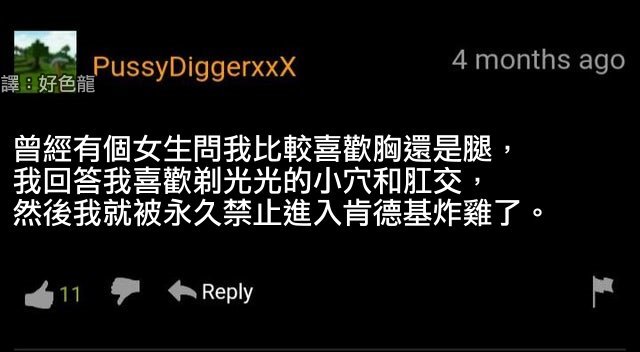 PussyDiggerxxX
4 months ago
譯:好色龍
曾經有個女生問我比較喜歡胸還是腿,
我回答我喜歡剃光光的小穴和肛交,
然後我就被永久禁止進入肯德基炸雞了。
11
Reply